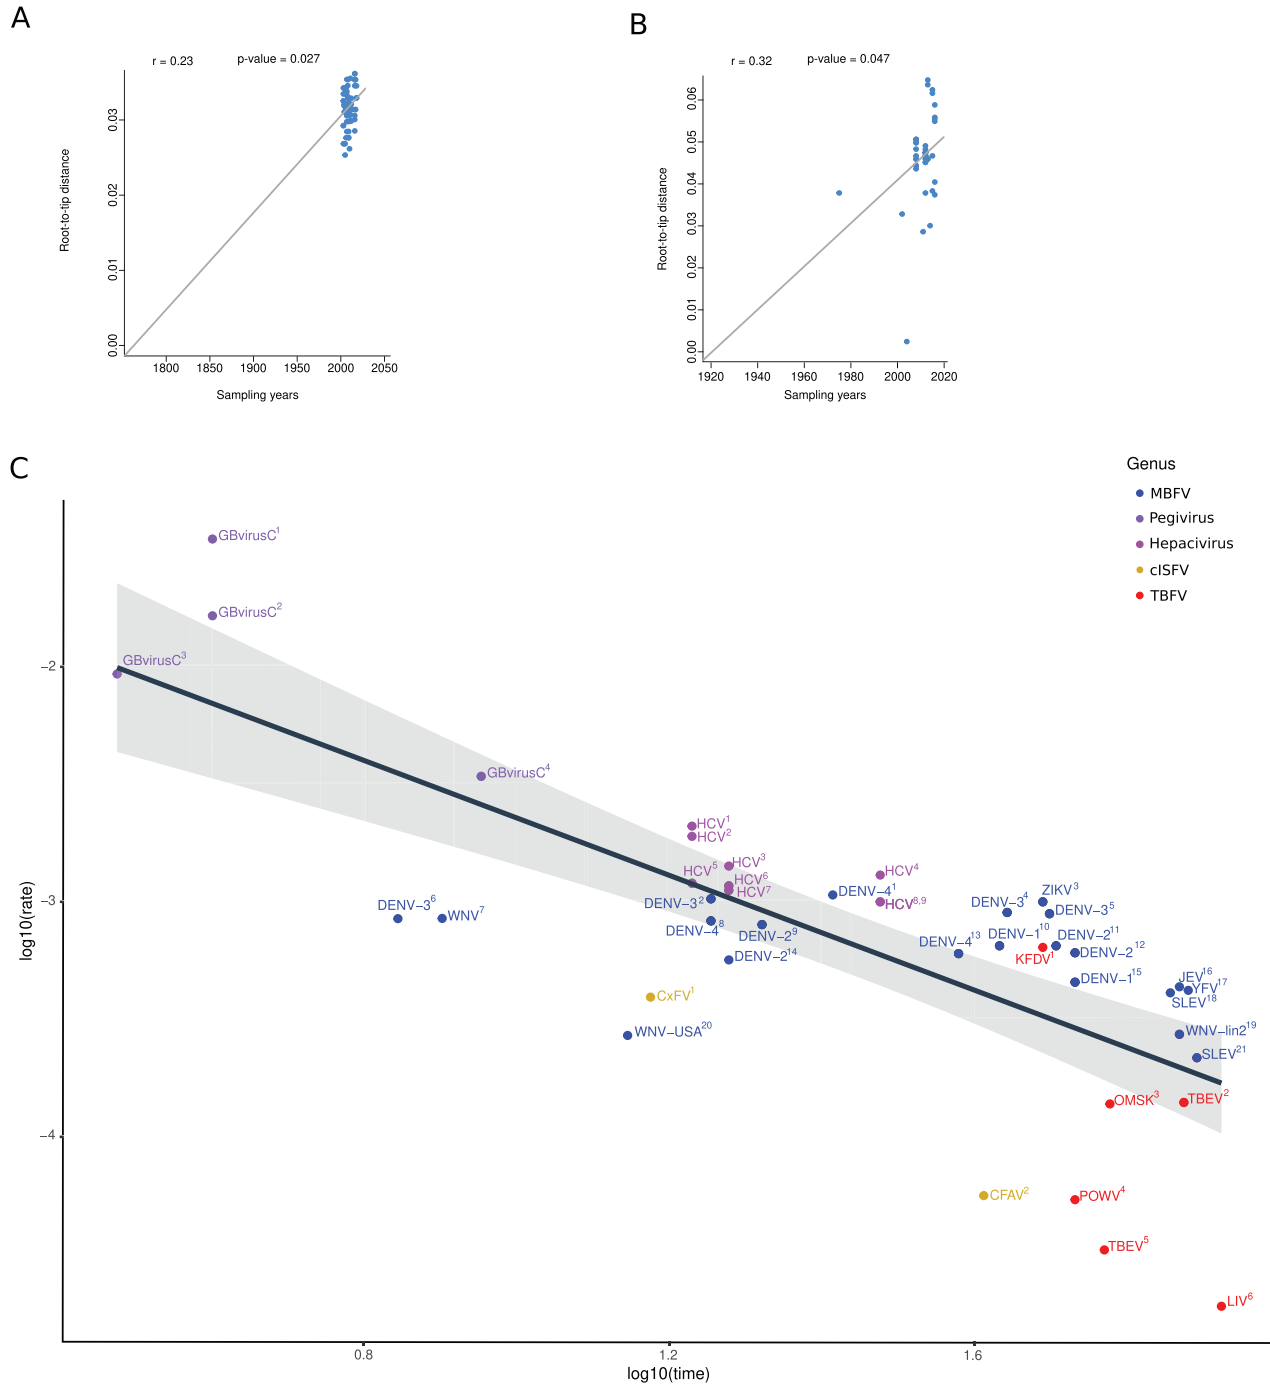 A
r = 0.23 p-value = 0.027
Root-to-tip distance
0.03
0.02
0.01
0.00
1800 1850 1900 1950 2000 2050
Sampling years
B
r = 0.32 p-value = 0.047
Root-to-tip distance
0.06
0.05
0.04
0.03
0.02
0.01
0.00
1920 1940 1960 1980 2000 2020
Sampling years
C
Genus
MBFV
Pegivirus
Hepacivirus
cISFV
TBFV
log10(rate)
−2
−3
−4
GBvirusC1
GBvirusC2
GBvirusC3
GBvirusC4
HCV1
HCV2
HCV3
HCV5
HCV6
HCV7
HCV4
HCV8,9
DENV−36
WNV7
DENV−32
DENV−48
DENV−29
DENV−214
DENV−41
ZIKV3
DENV−34
DENV−35
DENV−110
DENV−211
DENV−413
DENV−212
KFDV1
DENV−115
JEV16
YFV17
SLEV18
CxFV1
WNV−USA20
WNV−lin219
SLEV21
OMSK3
TBEV2
CFAV2
POWV4
TBEV5
LIV6
0.8 1.2 1.6
log10(time)